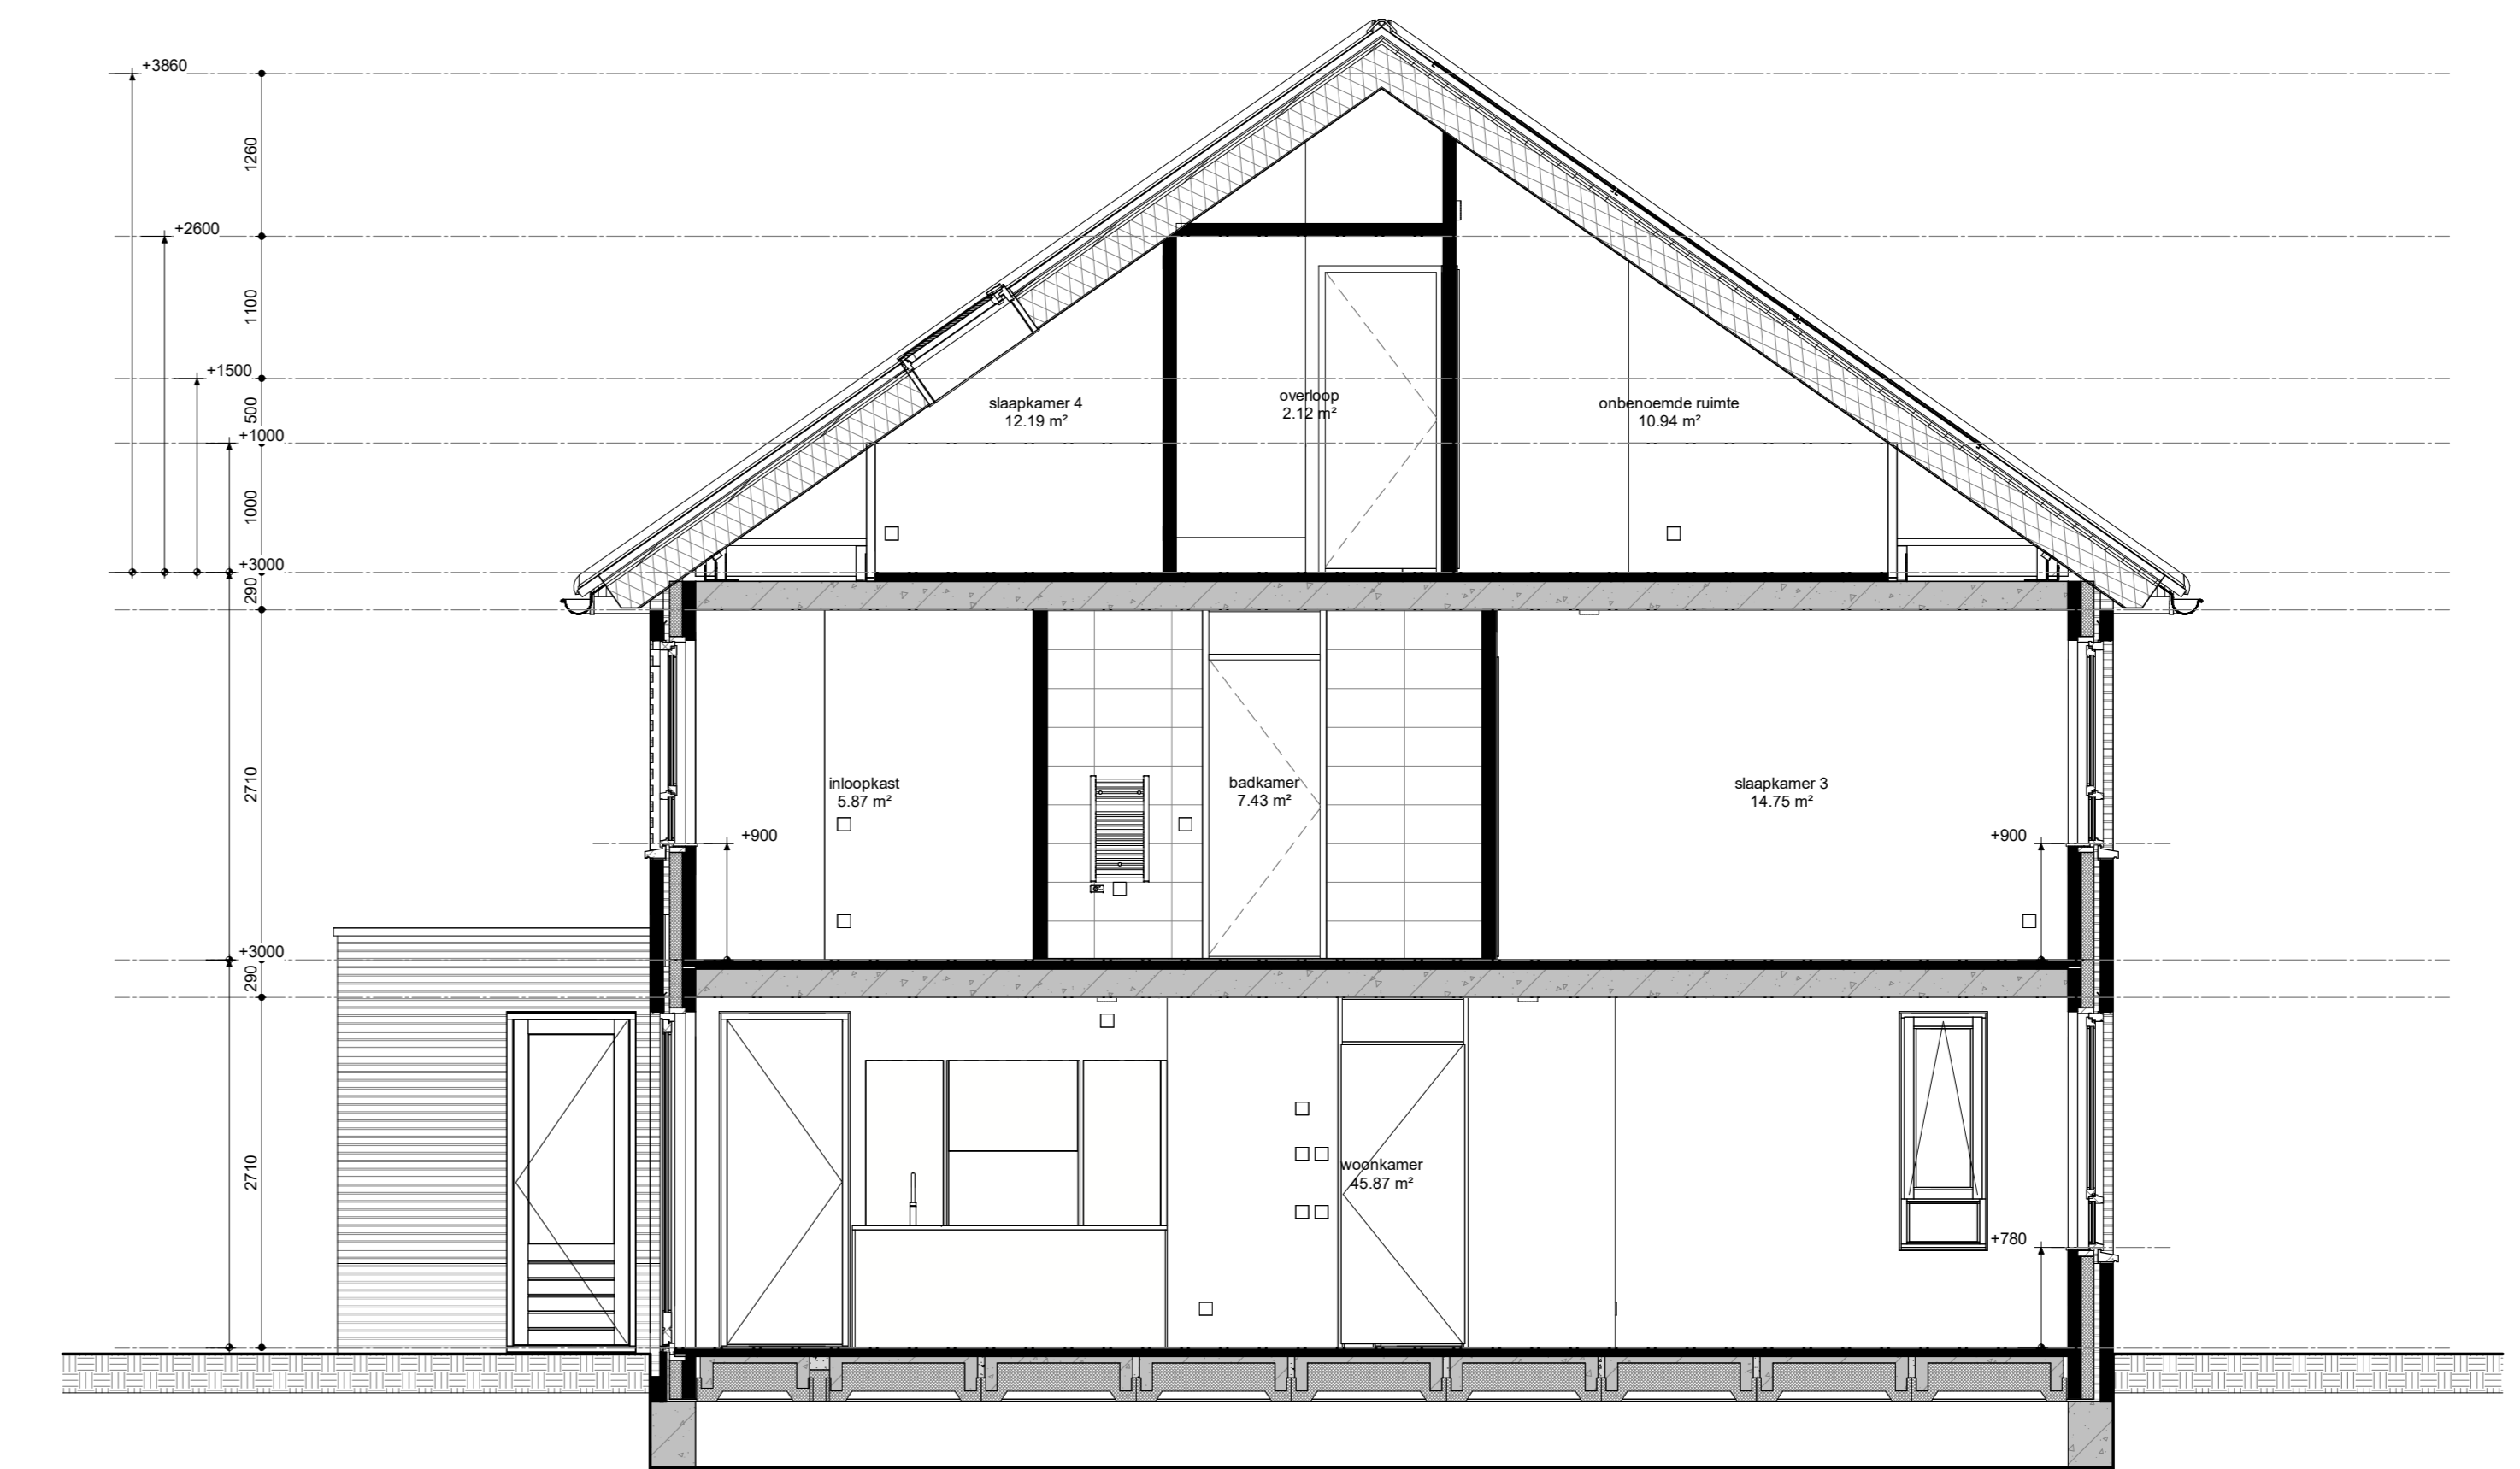 +3860
1260
+2600
1100
+1500
500
+1000
1000
+3000
290
slaapkamer 4
12.19 m²
overloop
2.12 m²
onbenoemde ruimte
10.94 m²
2710
inloopkast
5.87 m²
badkamer
7.43 m²
slaapkamer 3
14.75 m²
+900
+900
+3000
290
2710
woonkamer
45.87 m²
+780